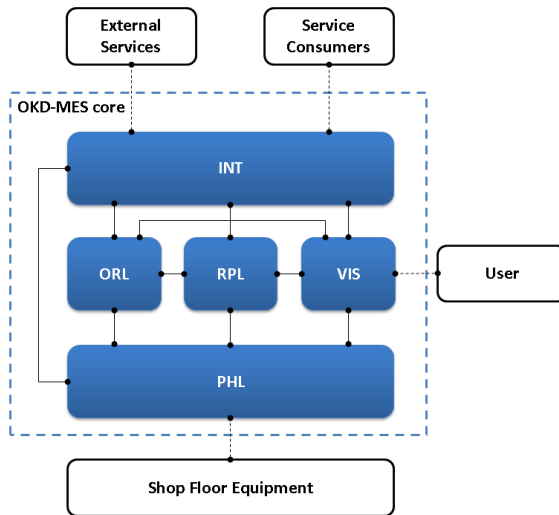 External
Services
Service
Consumers
OKD-MES core
INT
ORL
RPL
VIS
User
PHL
Shop Floor Equipment